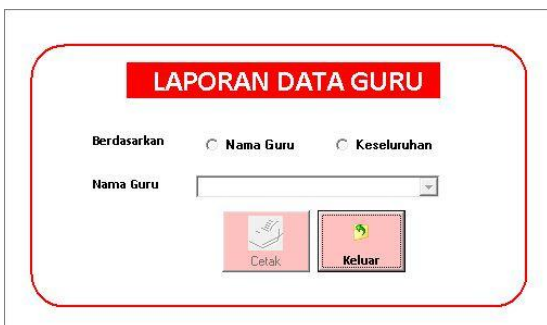 LAPORAN DATA GURU
Berdasarkan Nama Guru Keseluruhan
Nama Guru
Cetak Keluar